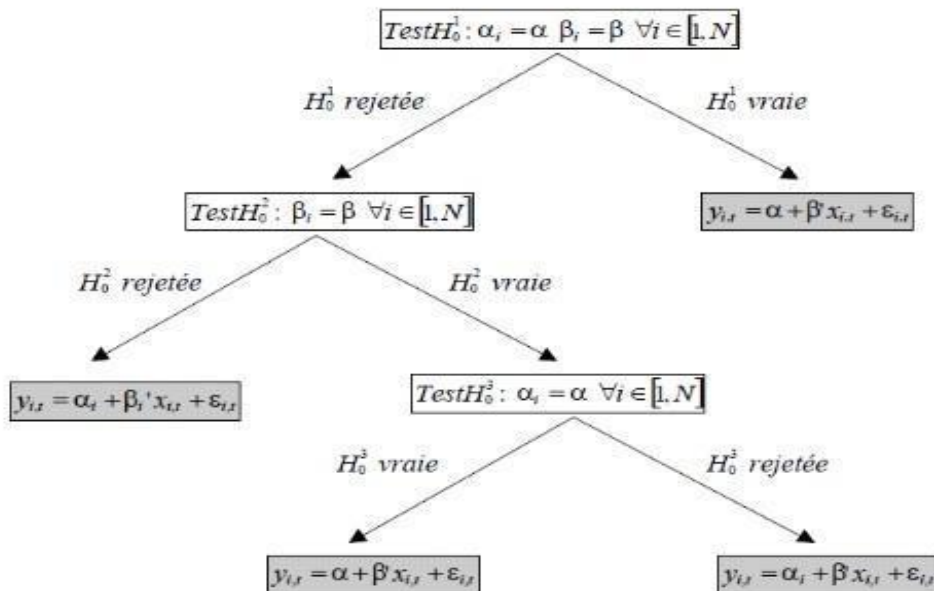 TestH₀¹: αᵢ = α βᵢ = β ∀i ∈ [1, N]
H₀¹ rejetée
H₀¹ vraie
TestH₀²: βᵢ = β ∀i ∈ [1, N]
yᵢ,ₜ = α + β' xᵢ,ₜ + εᵢ,ₜ
H₀² rejetée
H₀² vraie
yᵢ,ₜ = αᵢ + βᵢ' xᵢ,ₜ + εᵢ,ₜ
TestH₀³: αᵢ = α ∀i ∈ [1, N]
H₀³ vraie
H₀³ rejetée
yᵢ,ₜ = α + β' xᵢ,ₜ + εᵢ,ₜ
yᵢ,ₜ = αᵢ + β' xᵢ,ₜ + εᵢ,ₜ